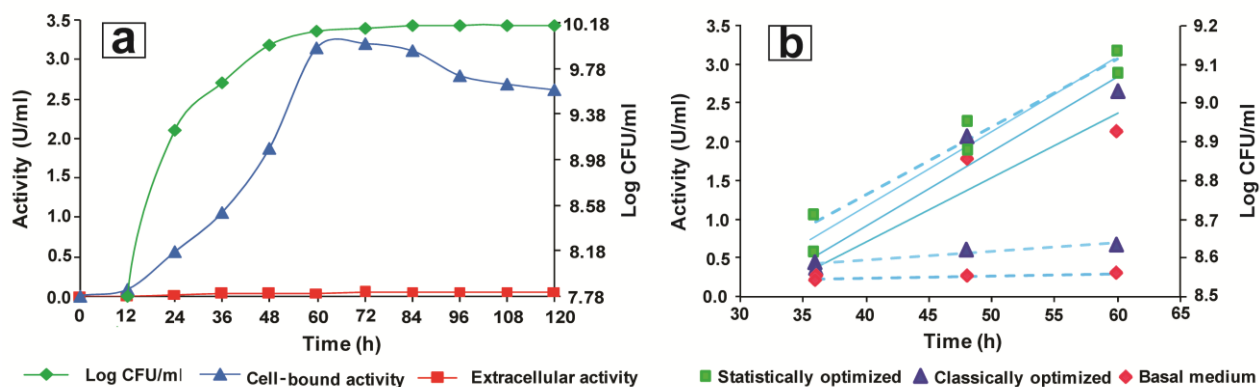 a
Activity (U/ml)
3.5
3.0
2.5
2.0
1.5
1.0
0.5
0.0
0 12 24 36 48 60 72 84 96 108 120
Time (h)
10.18
9.78
9.38
8.98
8.58
8.18
7.78
Log CFU/ml
Log CFU/ml Cell-bound activity Extracellular activity
b
Activity (U/ml)
3.5
3.0
2.5
2.0
1.5
1.0
0.5
0.0
30 35 40 45 50 55 60 65
Time (h)
9.2
9.1
9.0
8.9
8.8
8.7
8.6
8.5
Log CFU/ml
Statistically optimized Classically optimized Basal medium